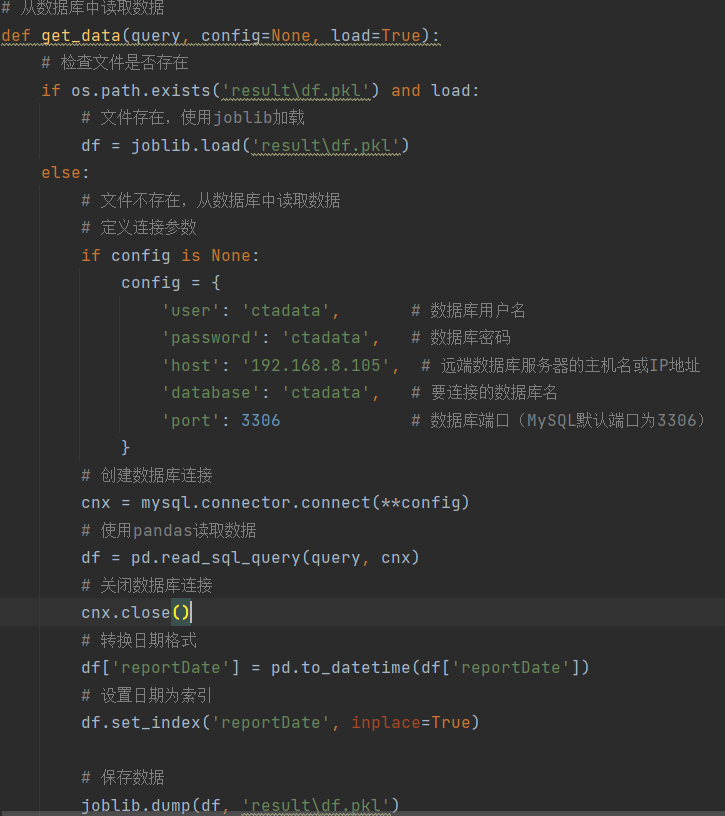 # 从数据库中读取数据
def get_data(query, config=None, load=True):
    # 检查文件是否存在
    if os.path.exists('result\df.pkl') and load:
        # 文件存在，使用joblib加载
        df = joblib.load('result\df.pkl')
    else:
        # 文件不存在，从数据库中读取数据
        # 定义连接参数
        if config is None:
            config = {
                'user': 'ctadata',       # 数据库用户名
                'password': 'ctadata',   # 数据库密码
                'host': '192.168.8.105',  # 远端数据库服务器的主机名或IP地址
                'database': 'ctadata',   # 要连接的数据库名
                'port': 3306             # 数据库端口（MySQL默认端口为3306）
            }
        # 创建数据库连接
        cnx = mysql.connector.connect(**config)
        # 使用pandas读取数据
        df = pd.read_sql_query(query, cnx)
        # 关闭数据库连接
        cnx.close()
        # 转换日期格式
        df['reportDate'] = pd.to_datetime(df['reportDate'])
        # 设置日期为索引
        df.set_index('reportDate', inplace=True)

        # 保存数据
        joblib.dump(df, 'result\df.pkl')